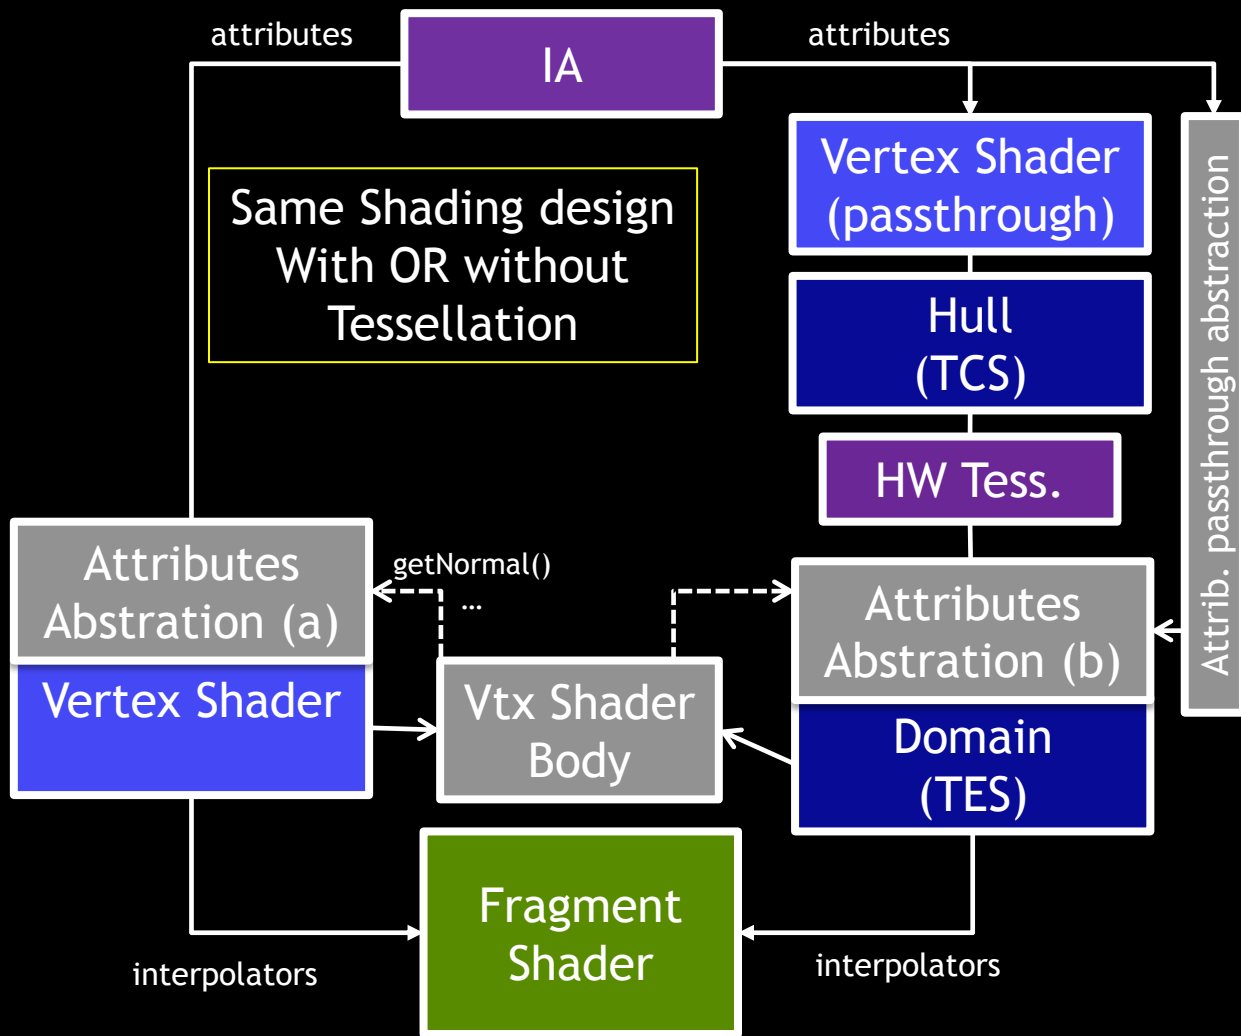 attributes
IA
attributes
Vertex Shader
(passthrough)
Same Shading design
With OR without
Tessellation
Hull
(TCS)
Attrib. passthrough abstraction
HW Tess.
Attributes
Abstration (a)
getNormal()
...
Attributes
Abstration (b)
Vertex Shader
Vtx Shader
Body
Domain
(TES)
Fragment
Shader
interpolators
interpolators